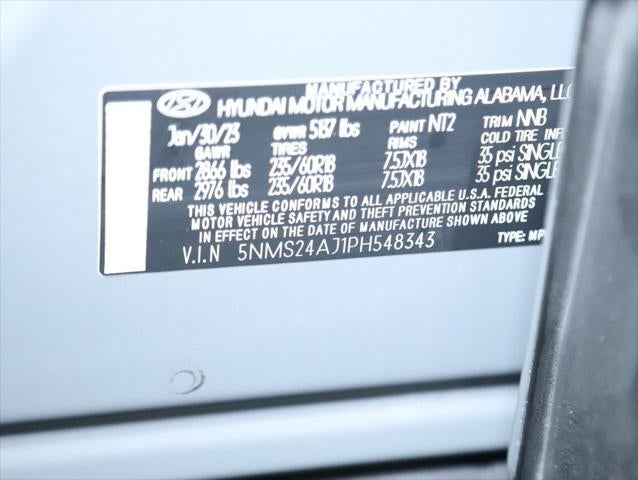 MANUFACTURED BY
HYUNDAI MOTOR MANUFACTURING ALABAMA, LLC
Jan/30/23 GVWR 5137 lbs PAINT NT2 TRIM NNB
GAWR TIRES RIMS COLD TIRE INF
FRONT 2866 lbs 235/60R18 7.5JX18 35 psi SINGLE
REAR 2976 lbs 235/60R18 7.5JX18 35 psi SINGLE
THIS VEHICLE CONFORMS TO ALL APPLICABLE U.S.A. FEDERAL
MOTOR VEHICLE SAFETY AND THEFT PREVENTION STANDARDS
IN EFFECT ON THE DATE OF MANUFACTURE SHOWN ABOVE
V.I.N 5NMS24AJ1PH548343 TYPE: MP